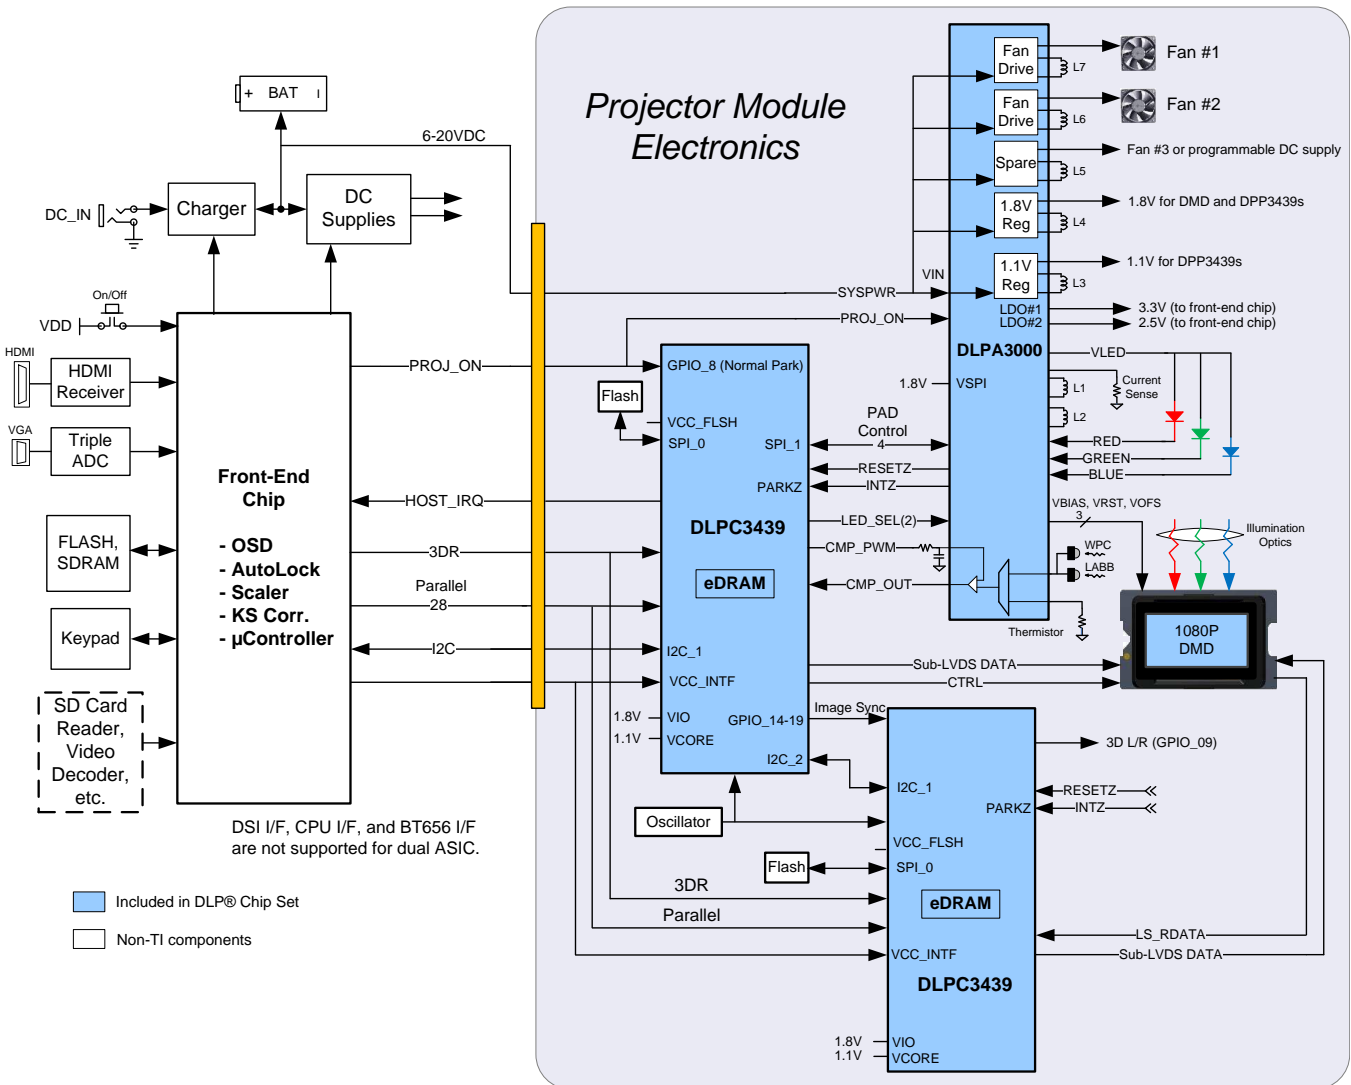 Projector Module
Electronics
+ BAT I
6-20VDC
DC_IN
Charger
DC
Supplies
On/Off
VDD
HDMI
HDMI
Receiver
VGA
Triple
ADC
FLASH,
SDRAM
Keypad
SD Card
Reader,
Video
Decoder,
etc.
Front-End
Chip
- OSD
- AutoLock
- Scaler
- KS Corr.
- µController
DSI I/F, CPU I/F, and BT656 I/F
are not supported for dual ASIC.
Included in DLP® Chip Set
Non-TI components
PROJ_ON
HOST_IRQ
3DR
Parallel
28
I2C
SYSPWR
VIN
PROJ_ON
GPIO_8 (Normal Park)
Flash
VCC_FLSH
SPI_0
SPI_1
PARKZ
DLPC3439
eDRAM
I2C_1
VCC_INTF
1.8V
VIO
1.1V
VCORE
GPIO_14-19
I2C_2
PAD
Control
4
RESETZ
INTZ
LED_SEL(2)
CMP_PWM
CMP_OUT
Sub-LVDS DATA
CTRL
Image Sync
Fan
Drive
L7
Fan #1
Fan
Drive
L6
Fan #2
Spare
L5
Fan #3 or programmable DC supply
1.8V
Reg
L4
1.8V for DMD and DPP3439s
1.1V
Reg
L3
1.1V for DPP3439s
LDO#1
3.3V (to front-end chip)
LDO#2
2.5V (to front-end chip)
DLPA3000
VLED
1.8V
VSPI
L1
L2
Current
Sense
RED
GREEN
BLUE
VBIAS, VRST, VOFS
3
WPC
LABB
Thermistor
Illumination
Optics
1080P
DMD
Oscillator
I2C_1
3D L/R (GPIO_09)
RESETZ
PARKZ
INTZ
VCC_FLSH
Flash
SPI_0
3DR
eDRAM
Parallel
LS_RDATA
VCC_INTF
Sub-LVDS DATA
DLPC3439
1.8V
VIO
1.1V
VCORE